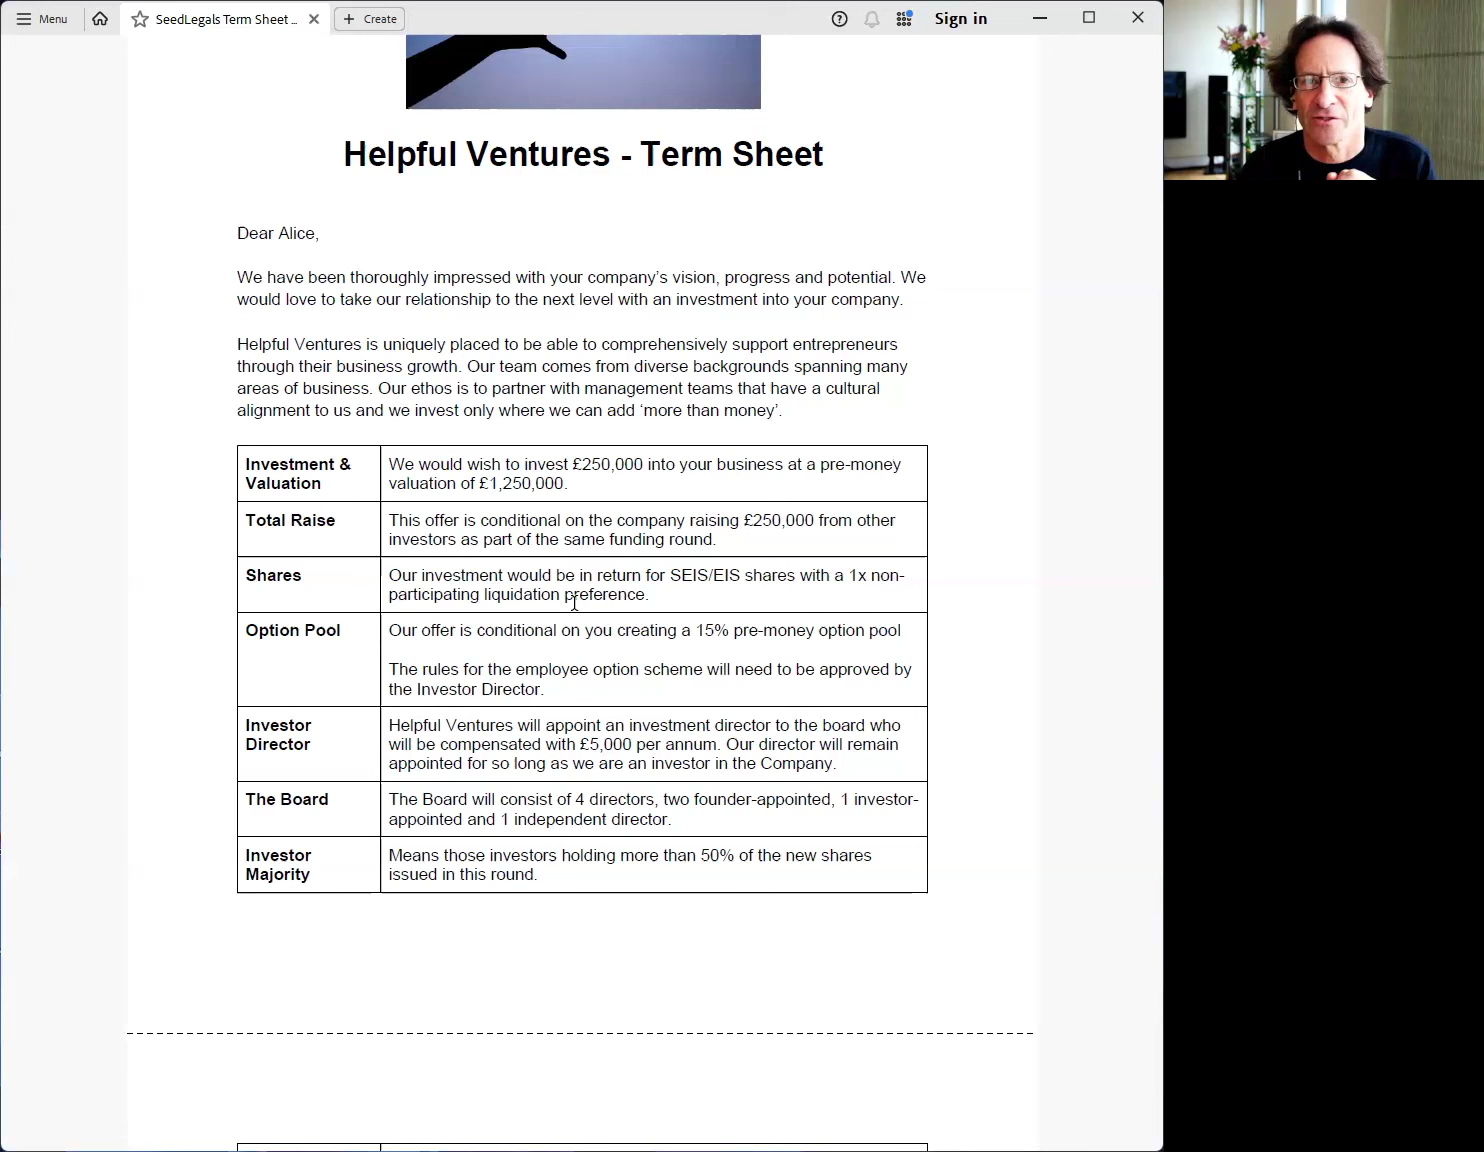 Menu
SeedLegals Term Sheet ...
Create
Sign in
Helpful Ventures - Term Sheet
Dear Alice,
We have been thoroughly impressed with your company's vision, progress and potential. We
would love to take our relationship to the next level with an investment into your company.
Helpful Ventures is uniquely placed to be able to comprehensively support entrepreneurs
through their business growth. Our team comes from diverse backgrounds spanning many
areas of business. Our ethos is to partner with management teams that have a cultural
alignment to us and we invest only where we can add ‘more than money’.
Investment &
Valuation
We would wish to invest £250,000 into your business at a pre-money
valuation of £1,250,000.
Total Raise
This offer is conditional on the company raising £250,000 from other
investors as part of the same funding round.
Shares
Our investment would be in return for SEIS/EIS shares with a 1x non-
participating liquidation preference.
Option Pool
Our offer is conditional on you creating a 15% pre-money option pool
The rules for the employee option scheme will need to be approved by
the Investor Director.
Investor
Director
Helpful Ventures will appoint an investment director to the board who
will be compensated with £5,000 per annum. Our director will remain
appointed for so long as we are an investor in the Company.
The Board
The Board will consist of 4 directors, two founder-appointed, 1 investor-
appointed and 1 independent director.
Investor
Majority
Means those investors holding more than 50% of the new shares
issued in this round.